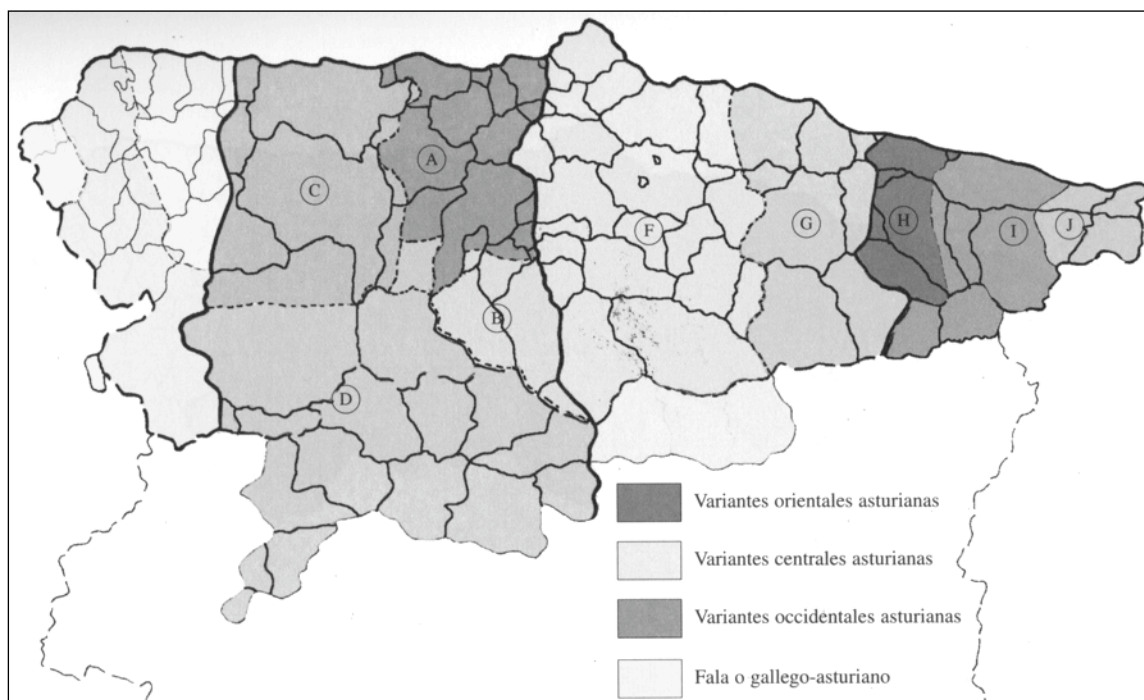 A
C
F
G
H
I
J
B
D
Variantes orientales asturianas
Variantes centrales asturianas
Variantes occidentales asturianas
Fala o gallego-asturiano